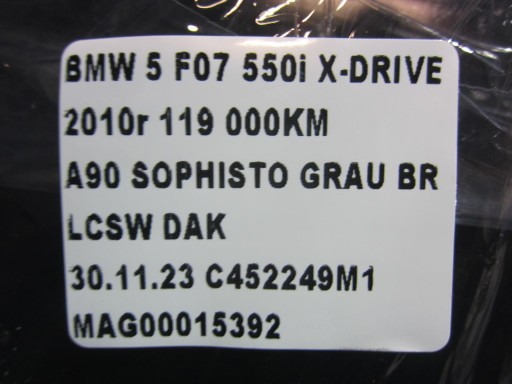 BMW 5 F07 550i X-DRIVE
2010r 119 000KM
A90 SOPHISTO GRAU BR
LCSW DAK
30.11.23 C452249M1
MAG00015392